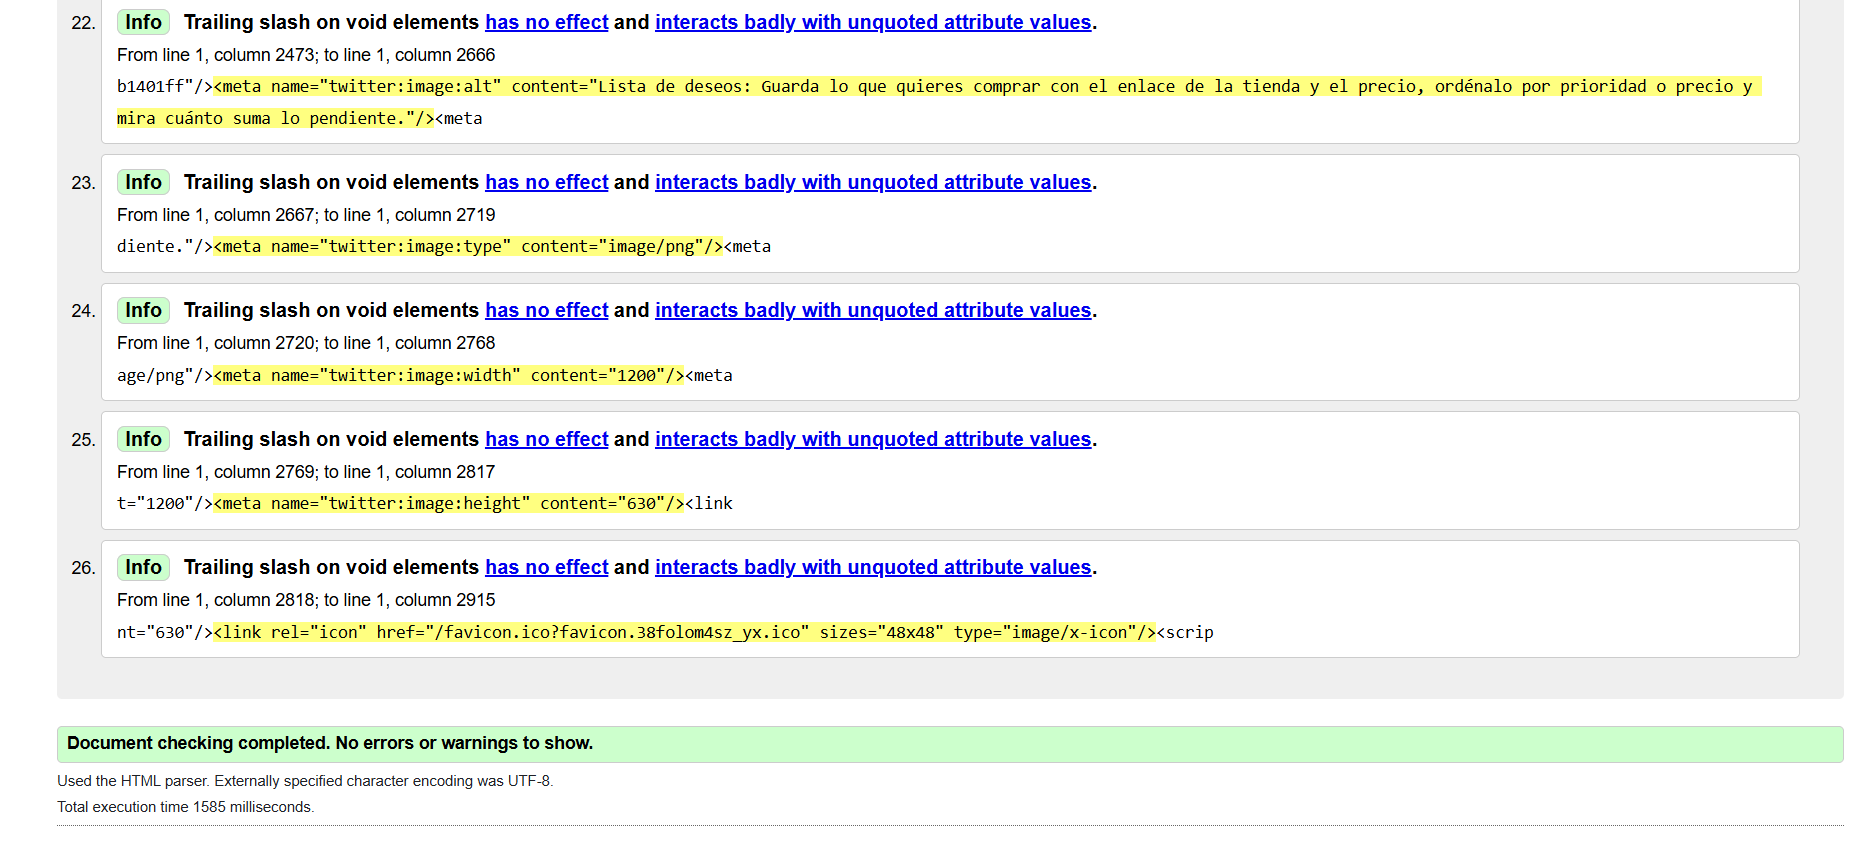 22. Info Trailing slash on void elements has no effect and interacts badly with unquoted attribute values.
From line 1, column 2473; to line 1, column 2666
b1401ff"/><meta name="twitter:image:alt" content="Lista de deseos: Guarda lo que quieres comprar con el enlace de la tienda y el precio, ordénalo por prioridad o precio y
mira cuánto suma lo pendiente."/><meta
23. Info Trailing slash on void elements has no effect and interacts badly with unquoted attribute values.
From line 1, column 2667; to line 1, column 2719
diente."/><meta name="twitter:image:type" content="image/png"/><meta
24. Info Trailing slash on void elements has no effect and interacts badly with unquoted attribute values.
From line 1, column 2720; to line 1, column 2768
age/png"/><meta name="twitter:image:width" content="1200"/><meta
25. Info Trailing slash on void elements has no effect and interacts badly with unquoted attribute values.
From line 1, column 2769; to line 1, column 2817
t="1200"/><meta name="twitter:image:height" content="630"/><link
26. Info Trailing slash on void elements has no effect and interacts badly with unquoted attribute values.
From line 1, column 2818; to line 1, column 2915
nt="630"/><link rel="icon" href="/favicon.ico?favicon.38folom4sz_yx.ico" sizes="48x48" type="image/x-icon"/><scrip
Document checking completed. No errors or warnings to show.
Used the HTML parser. Externally specified character encoding was UTF-8.
Total execution time 1585 milliseconds.